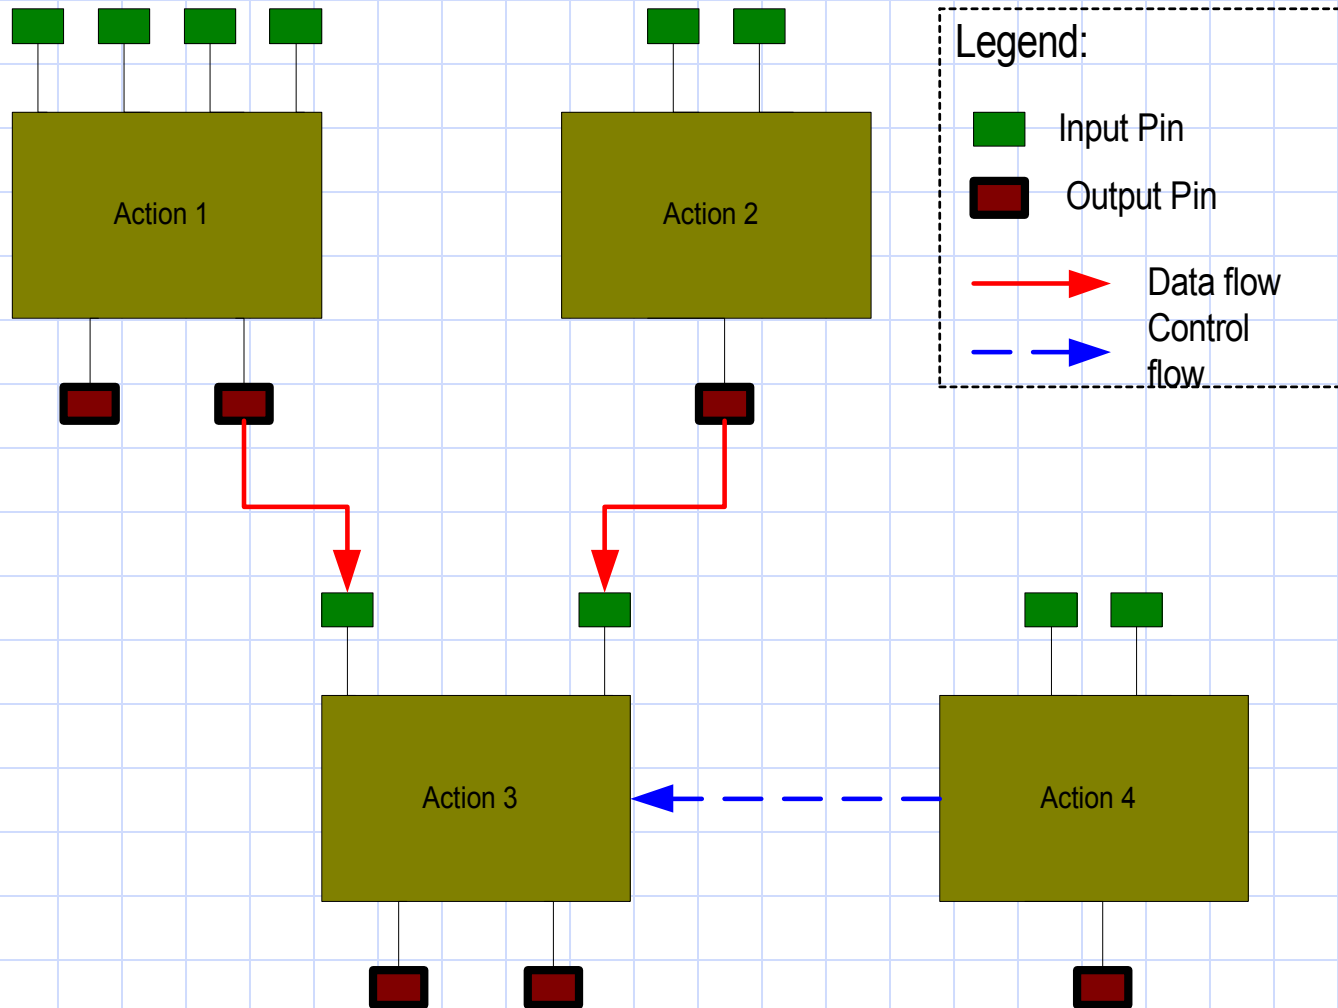 Legend:
Input Pin
Output Pin
Data flow
Control
flow
Action 1
Action 2
Action 3
Action 4